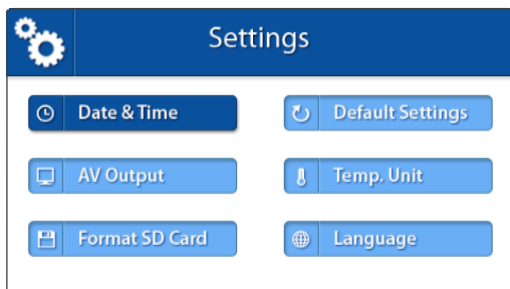 Settings
Date & Time
Default Settings
AV Output
Temp. Unit
Format SD Card
Language